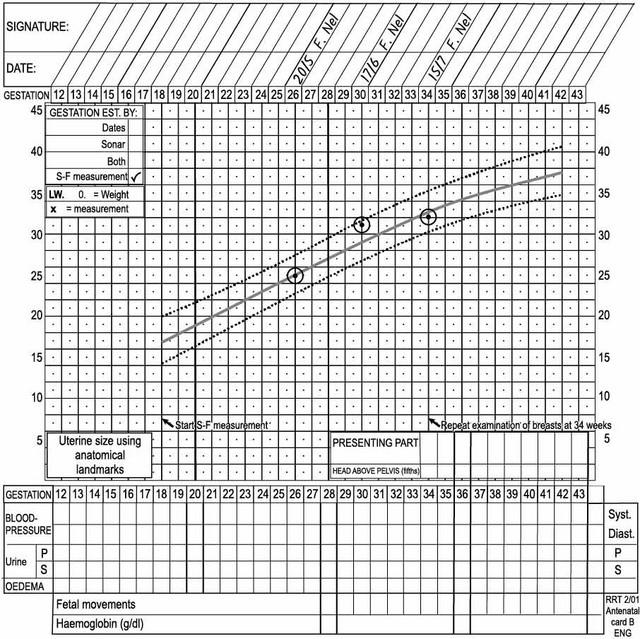 SIGNATURE: F. Nel F. Nel F. Nel
DATE: 20/5 17/6 15/7
GESTATION 12 13 14 15 16 17 18 19 20 21 22 23 24 25 26 27 28 29 30 31 32 33 34 35 36 37 38 39 40 41 42 43
45 GESTATION EST. BY: 45
Dates
Sonar
40 Both 40
S-F measurement ✓
35 LW. 0. = Weight 35
x = measurement
30 30
25 25
20 20
15 15
10 10
Start S-F measurement Repeat examination of breasts at 34 weeks
5 Uterine size using PRESENTING PART 5
anatomical
landmarks HEAD ABOVE PELVIS (fifths)
GESTATION 12 13 14 15 16 17 18 19 20 21 22 23 24 25 26 27 28 29 30 31 32 33 34 35 36 37 38 39 40 41 42 43
BLOOD- Syst.
PRESSURE Diast.
Urine P P
S S
OEDEMA
Fetal movements RRT 2/01
Antenatal
Haemoglobin (g/dl) card B
ENG